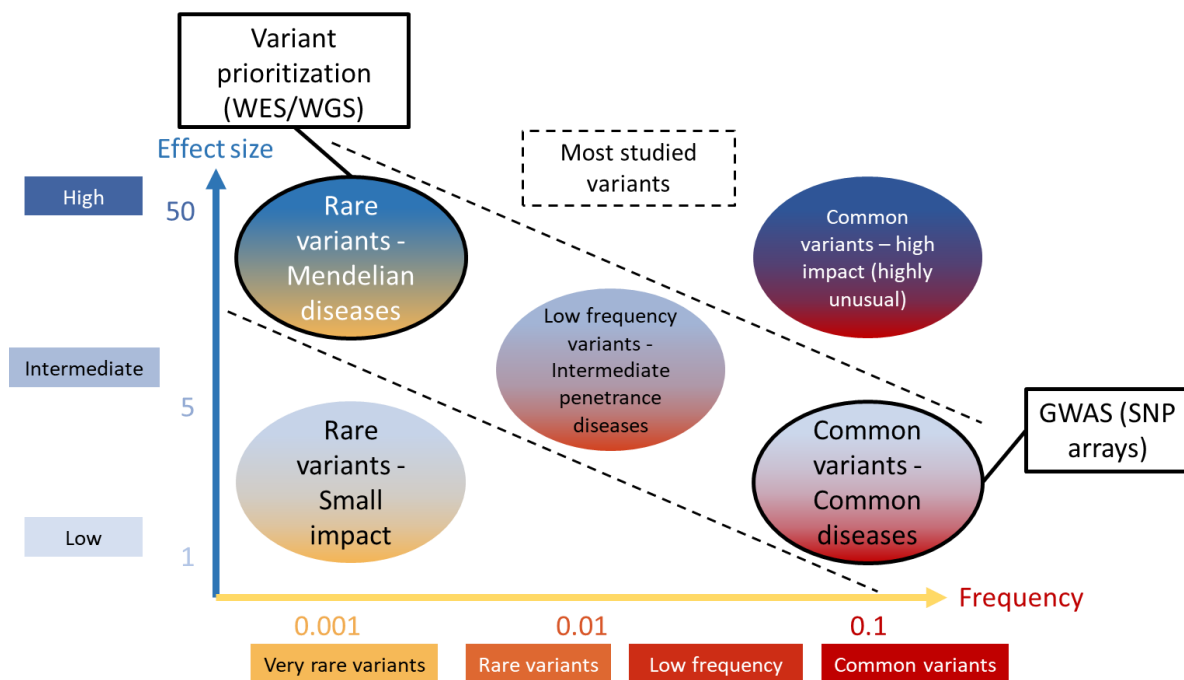 Variant
prioritization
(WES/WGS)
Effect size
Most studied
variants
High
50
Rare
variants -
Mendelian
diseases
Common
variants – high
impact (highly
unusual)
Low frequency
variants -
Intermediate
penetrance
diseases
Intermediate
5
Rare
variants -
Small
impact
Common
variants -
Common
diseases
GWAS (SNP
arrays)
Low
1
Frequency
0.001
0.01
0.1
Very rare variants
Rare variants
Low frequency
Common variants